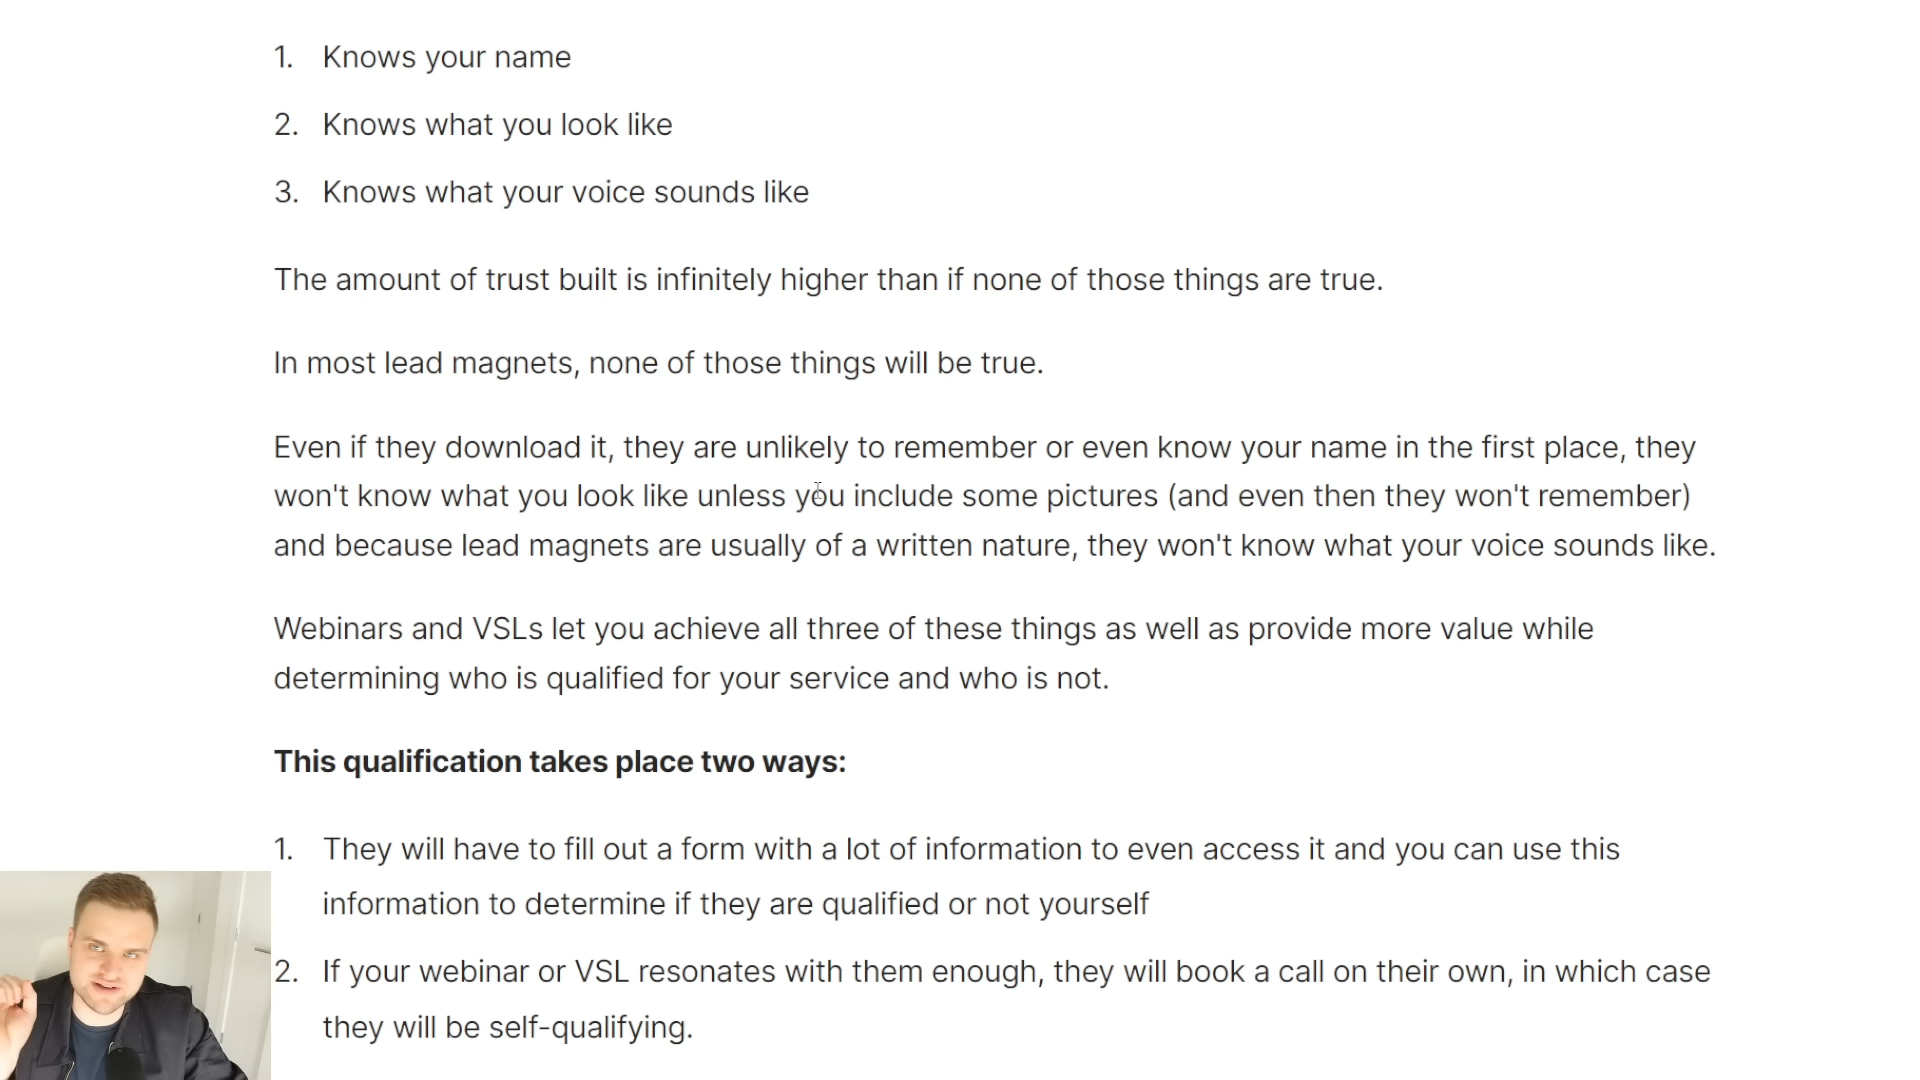 1. Knows your name
2. Knows what you look like
3. Knows what your voice sounds like
The amount of trust built is infinitely higher than if none of those things are true.
In most lead magnets, none of those things will be true.
Even if they download it, they are unlikely to remember or even know your name in the first place, they
won't know what you look like unless you include some pictures (and even then they won't remember)
and because lead magnets are usually of a written nature, they won't know what your voice sounds like.
Webinars and VSLs let you achieve all three of these things as well as provide more value while
determining who is qualified for your service and who is not.
This qualification takes place two ways:
1. They will have to fill out a form with a lot of information to even access it and you can use this
information to determine if they are qualified or not yourself
2. If your webinar or VSL resonates with them enough, they will book a call on their own, in which case
they will be self-qualifying.